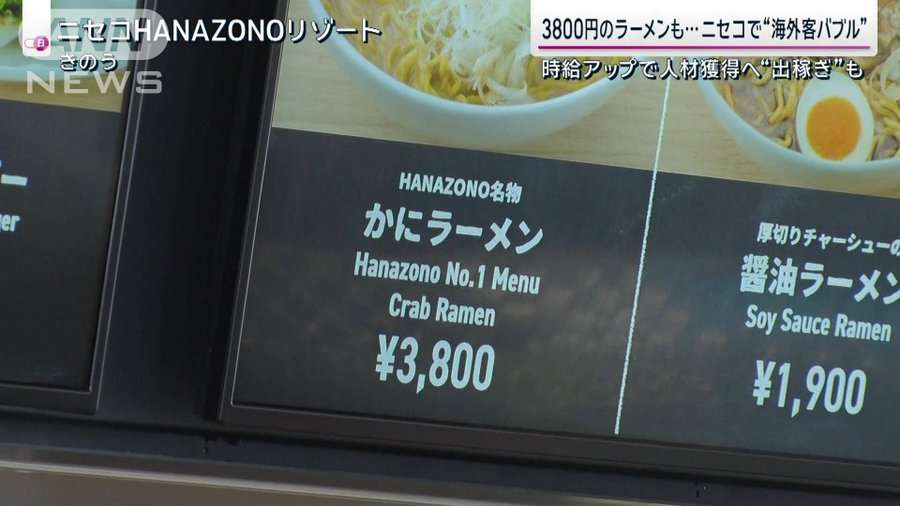 ニセコHANAZONOリゾート
きのう
ANN
NEWS
3800円のラーメンも…ニセコで“海外客バブル”
時給アップで人材獲得へ“出稼ぎ”も
HANAZONO名物
かにラーメン
Hanazono No.1 Menu
Crab Ramen
¥3,800
厚切りチャーシューの
醤油ラーメン
Soy Sauce Ramen
¥1,900